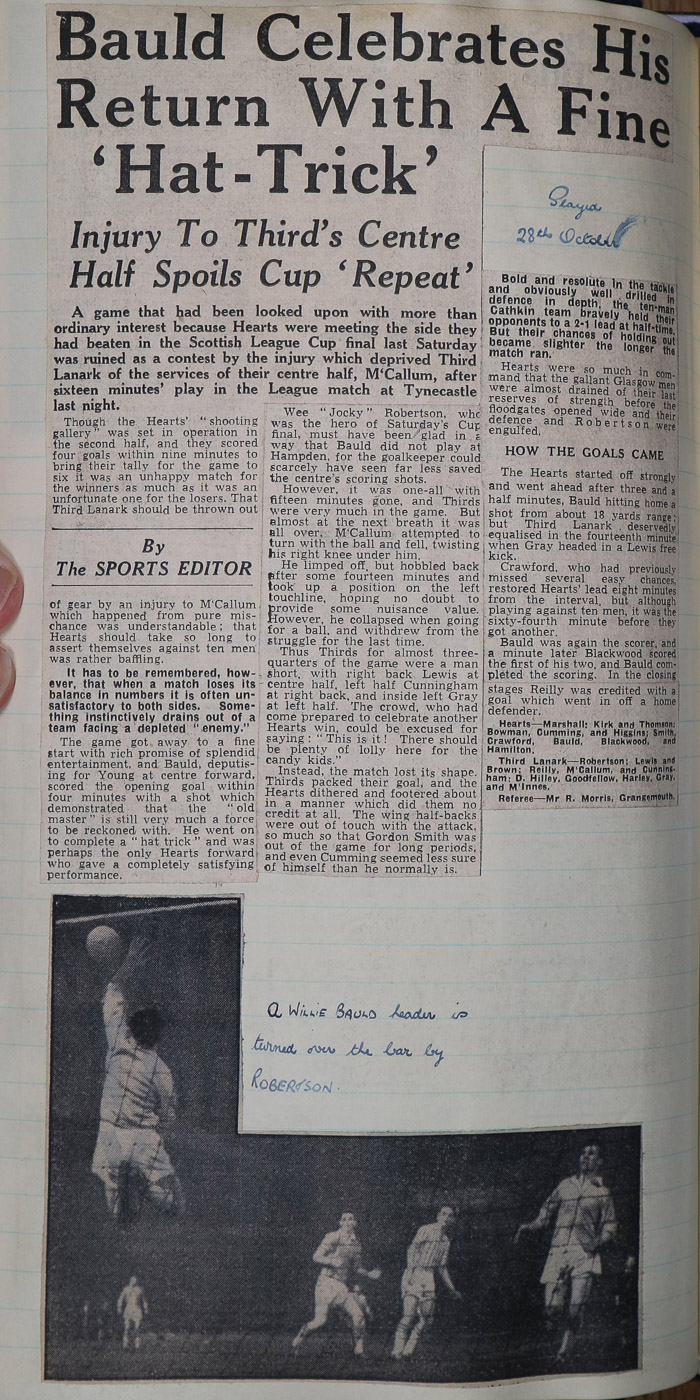 Bauld Celebrates His
Return With A Fine
‘Hat-Trick’
Injury To Third's Centre
Half Spoils Cup ‘Repeat’
A game that had been looked upon with more than
ordinary interest because Hearts were meeting the side they
had beaten in the Scottish League Cup final last Saturday
was ruined as a contest by the injury which deprived Third
Lanark of the services of their centre half, M‘Callum, after
sixteen minutes' play in the League match at Tynecastle
last night.
Though the Hearts' "shooting
gallery" was set in operation in
the second half, and they scored
four goals within nine minutes to
bring their tally for the game to
six it was an unhappy match for
the winners as much as it was an
unfortunate one for the losers. That
Third Lanark should be thrown out
By
The SPORTS EDITOR
of gear by an injury to M‘Callum
which happened from pure mis-
chance was understandable; that
Hearts should take so long to
assert themselves against ten men
was rather baffling.
It has to be remembered, how-
ever, that when a match loses its
balance in numbers it is often un-
satisfactory to both sides. Some-
thing instinctively drains out of a
team facing a depleted "enemy."
The game got away to a fine
start with rich promise of splendid
entertainment, and Bauld, deputis-
ing for Young at centre forward,
scored the opening goal within
four minutes with a shot which
demonstrated that the "old
master" is still very much a force
to be reckoned with. He went on
to complete a "hat trick" and was
perhaps the only Hearts forward
who gave a completely satisfying
performance.
Wee "Jocky" Robertson, who
was the hero of Saturday's Cup
final, must have been glad in a
way that Bauld did not play at
Hampden, for the goalkeeper could
scarcely have seen far less saved
the centre's scoring shots.
However, it was one-all with
fifteen minutes gone, and Thirds
were very much in the game. But
almost at the next breath it was
all over. M‘Callum attempted to
turn with the ball and fell, twisting
his right knee under him.
He limped off, but hobbled back
after some fourteen minutes and
took up a position on the left
touchline, hoping no doubt to
provide some nuisance value.
However, he collapsed when going
for a ball, and withdrew from the
struggle for the last time.
Thus Thirds for almost three-
quarters of the game were a man
short, with right back Lewis at
centre half, left half Cunningham
at right back, and inside left Gray
at left half. The crowd, who had
come prepared to celebrate another
Hearts win, could be excused for
saying: "This is it! There should
be plenty of lolly here for the
candy kids."
Instead, the match lost its shape.
Thirds packed their goal, and the
Hearts dithered and footered about
in a manner which did them no
credit at all. The wing half-backs
were out of touch with the attack,
so much so that Gordon Smith was
out of the game for long periods,
and even Cumming seemed less sure
of himself than he normally is.
28th October
Bold and resolute in the tackle
and obviously well drilled in
defence in depth, the ten-man
Cathkin team bravely held their
opponents to a 2-1 lead at half-time.
But their chances of holding out
became slighter the longer the
match ran.
Hearts were so much in com-
mand that the gallant Glasgow men
were almost drained of their last
reserves of strength before the
floodgates opened wide and their
defence and Robertson were
engulfed.
HOW THE GOALS CAME
The Hearts started off strongly
and went ahead after three and a
half minutes, Bauld hitting home a
shot from about 18 yards range;
but Third Lanark deservedly
equalised in the fourteenth minute
when Gray headed in a Lewis free
kick.
Crawford, who had previously
missed several easy chances,
restored Hearts' lead eight minutes
from the interval, but although
playing against ten men, it was the
sixty-fourth minute before they
got another.
Bauld was again the scorer, and
a minute later Blackwood scored
the first of his two, and Bauld com-
pleted the scoring. In the closing
stages Reilly was credited with a
goal which went in off a home
defender.
Hearts—Marshall; Kirk and Thomson;
Bowman, Cumming, and Higgins; Smith,
Crawford, Bauld, Blackwood, and
Hamilton.
Third Lanark—Robertson; Lewis and
Brown; Reilly, M‘Callum, and Cunning-
ham; D. Hilley, Goodfellow, Harley, Gray,
and M‘Innes.
Referee—Mr R. Morris, Grangemouth.
A WILLIE BAULD header is
turned over the bar by
ROBERTSON.